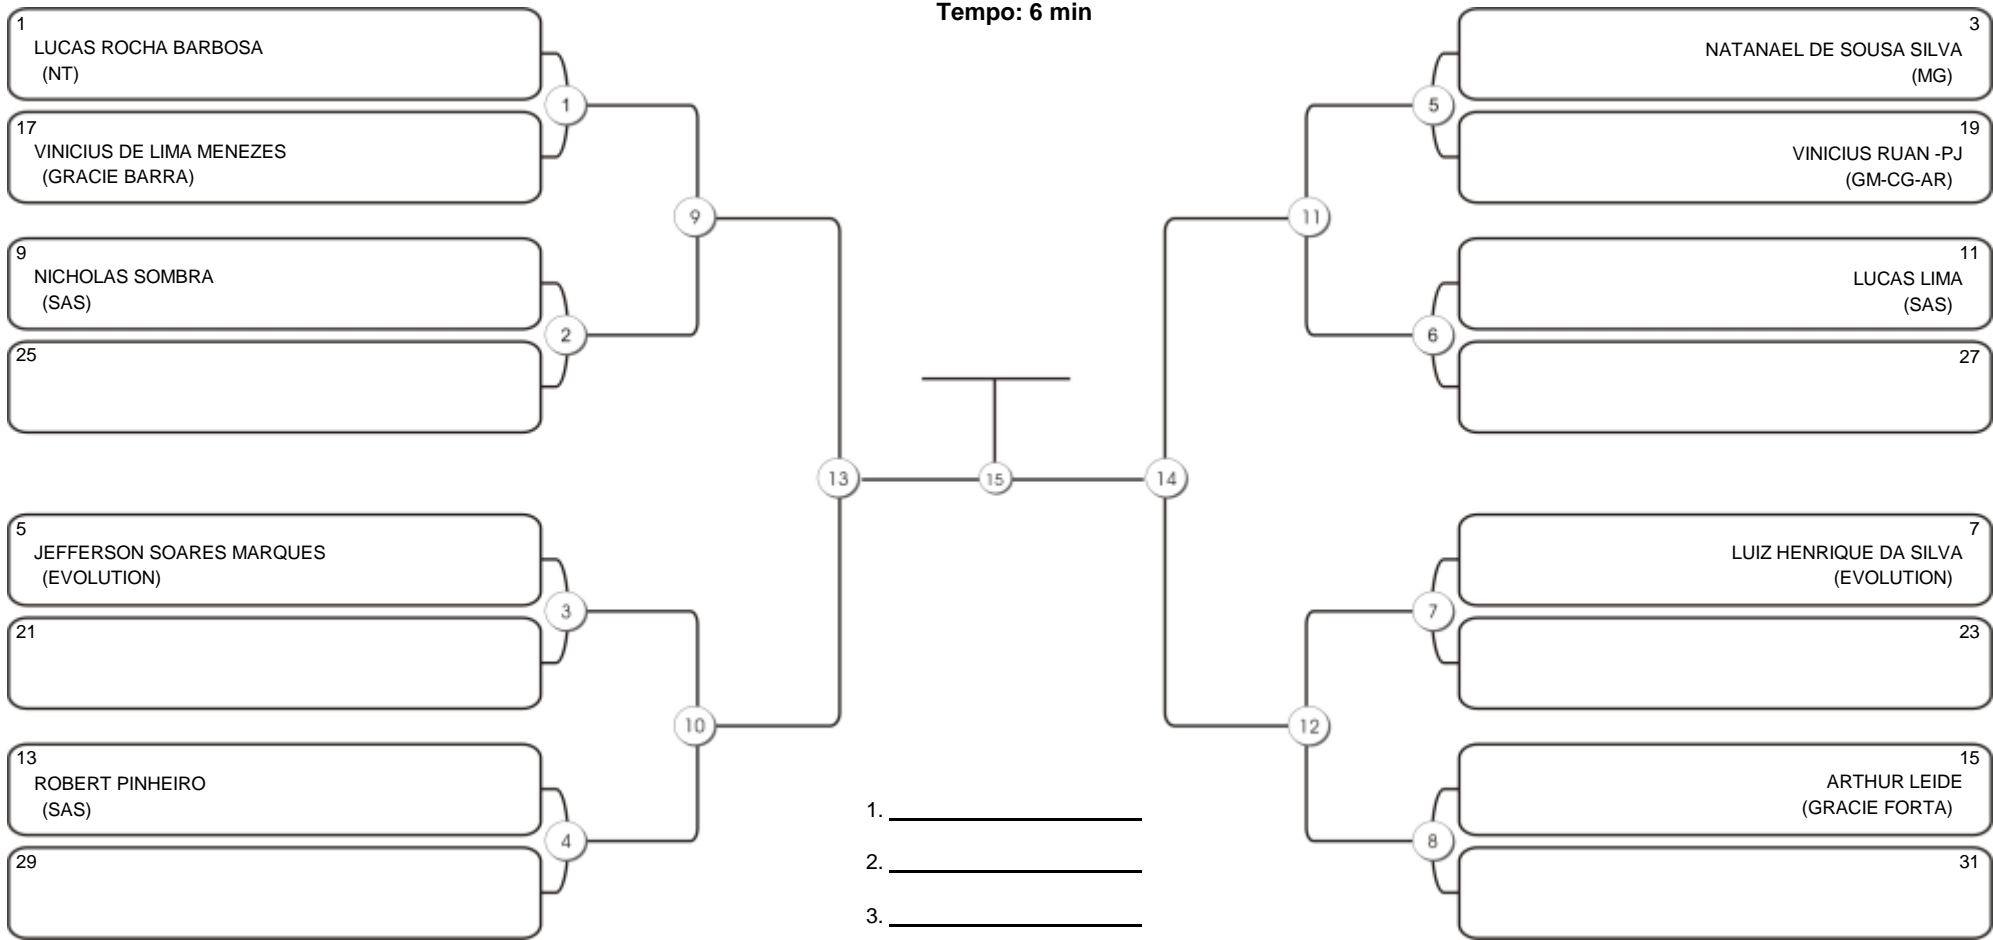 Tempo: 6 min
1
LUCAS ROCHA BARBOSA
(NT)
1
17
VINICIUS DE LIMA MENEZES
(GRACIE BARRA)
9
9
NICHOLAS SOMBRA
(SAS)
2
25
13
5
JEFFERSON SOARES MARQUES
(EVOLUTION)
3
21
10
13
ROBERT PINHEIRO
(SAS)
4
29
15
1.
2.
3.
3
NATANAEL DE SOUSA SILVA
(MG)
5
19
VINICIUS RUAN -PJ
(GM-CG-AR)
11
11
LUCAS LIMA
(SAS)
6
27
14
7
LUIZ HENRIQUE DA SILVA
(EVOLUTION)
7
23
12
15
ARTHUR LEIDE
(GRACIE FORTA)
8
31